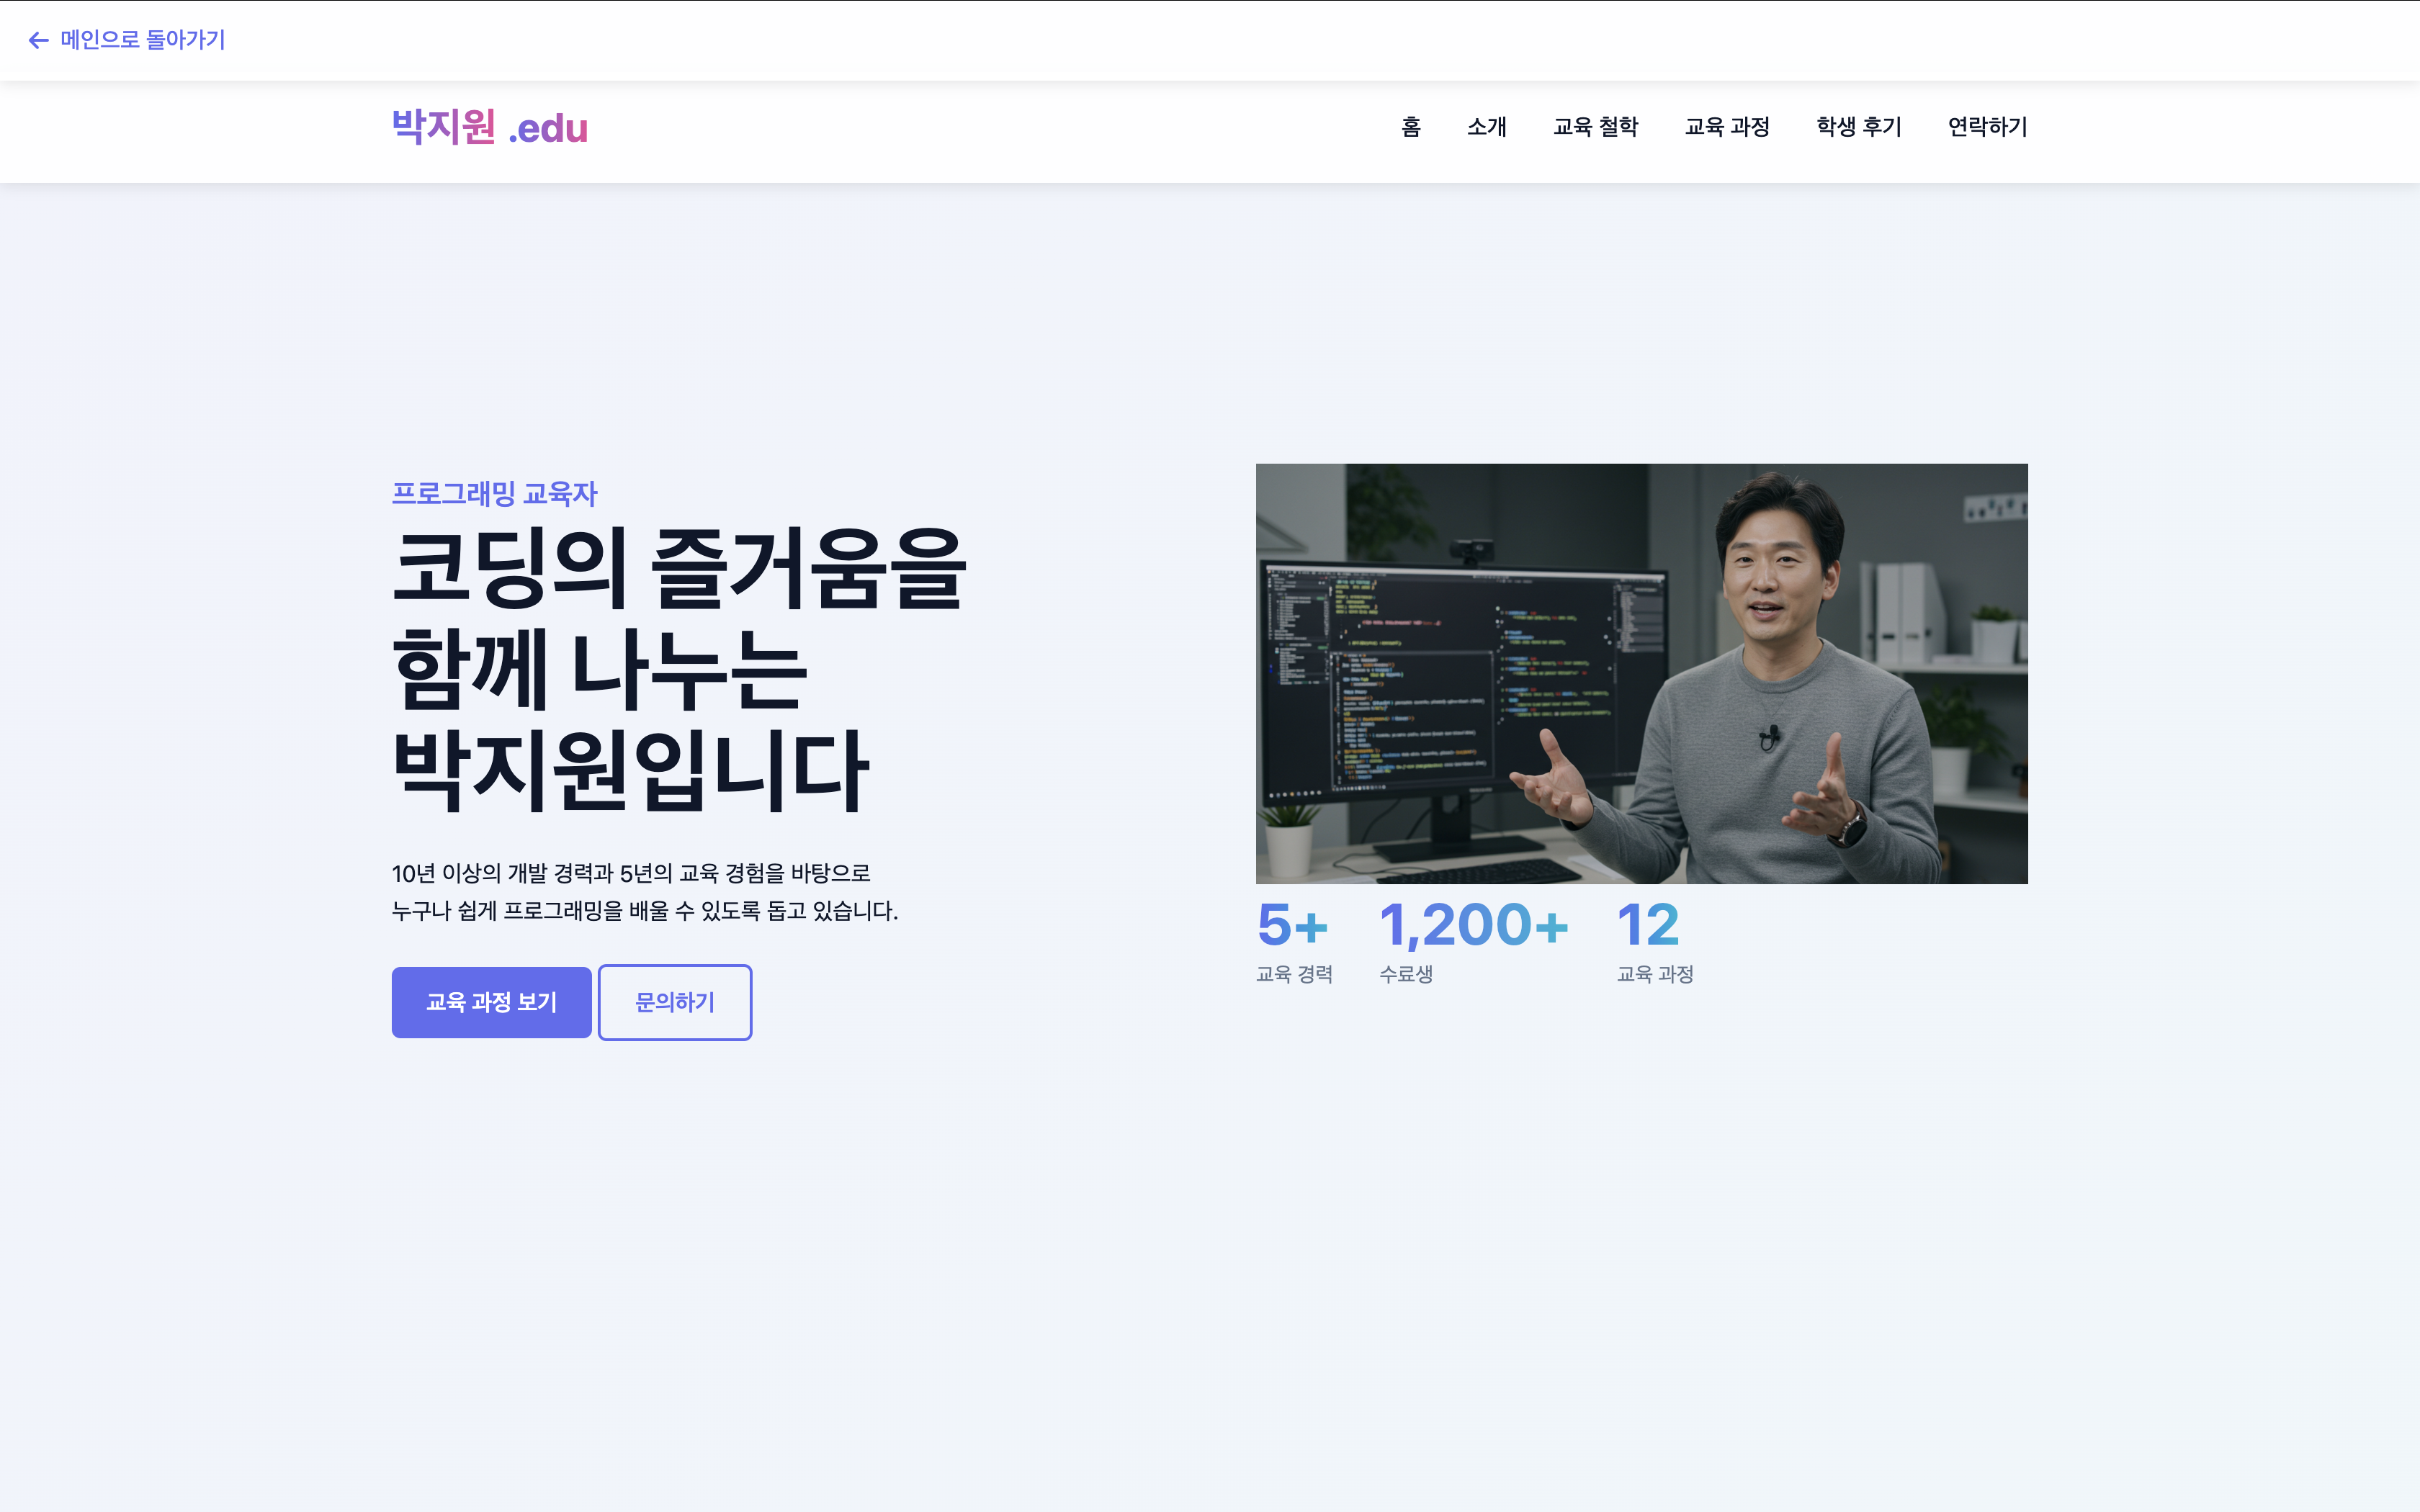 메인으로 돌아가기
박지원 .edu
홈 소개 교육 철학 교육 과정 학생 후기 연락하기
프로그래밍 교육자
코딩의 즐거움을
함께 나누는
박지원입니다
10년 이상의 개발 경력과 5년의 교육 경험을 바탕으로
누구나 쉽게 프로그래밍을 배울 수 있도록 돕고 있습니다.
교육 과정 보기 문의하기
5+ 1,200+ 12
교육 경력 수료생 교육 과정